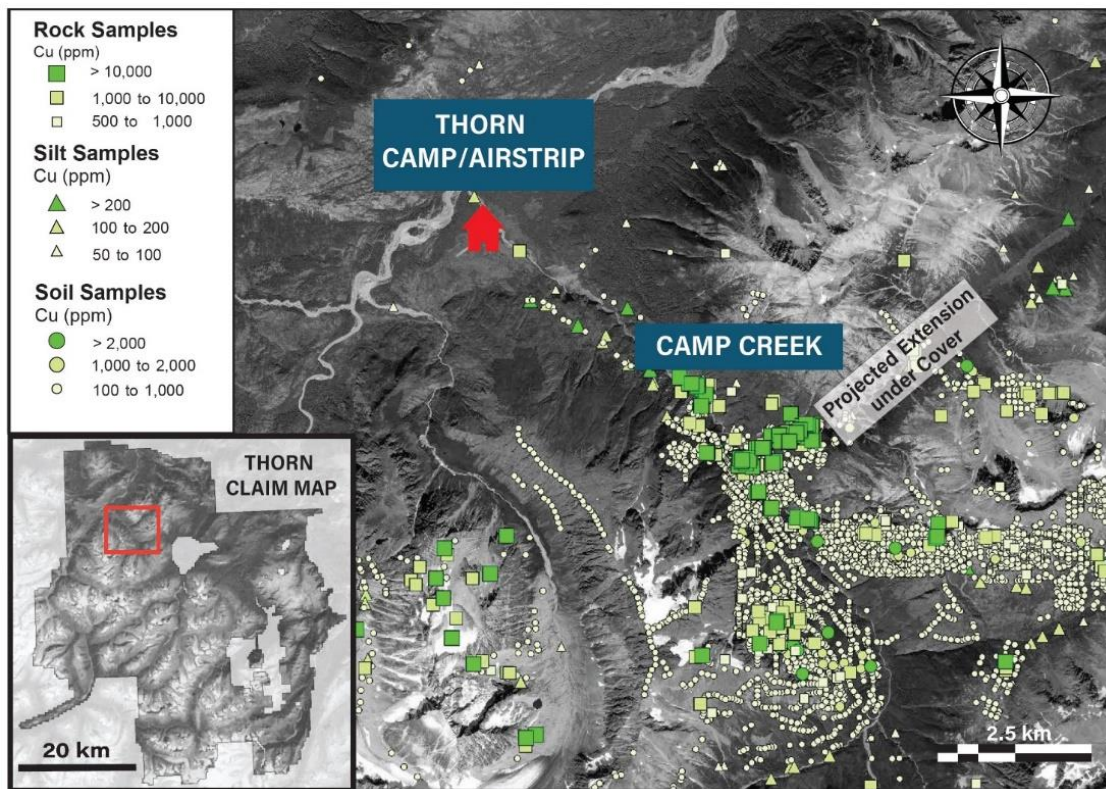 Rock Samples
Cu (ppm)
> 10,000
1,000 to 10,000
500 to 1,000
Silt Samples
Cu (ppm)
> 200
100 to 200
50 to 100
Soil Samples
Cu (ppm)
> 2,000
1,000 to 2,000
100 to 1,000
THORN
CAMP/AIRSTRIP
CAMP CREEK
Projected Extension
under Cover
THORN
CLAIM MAP
20 km
2.5 km